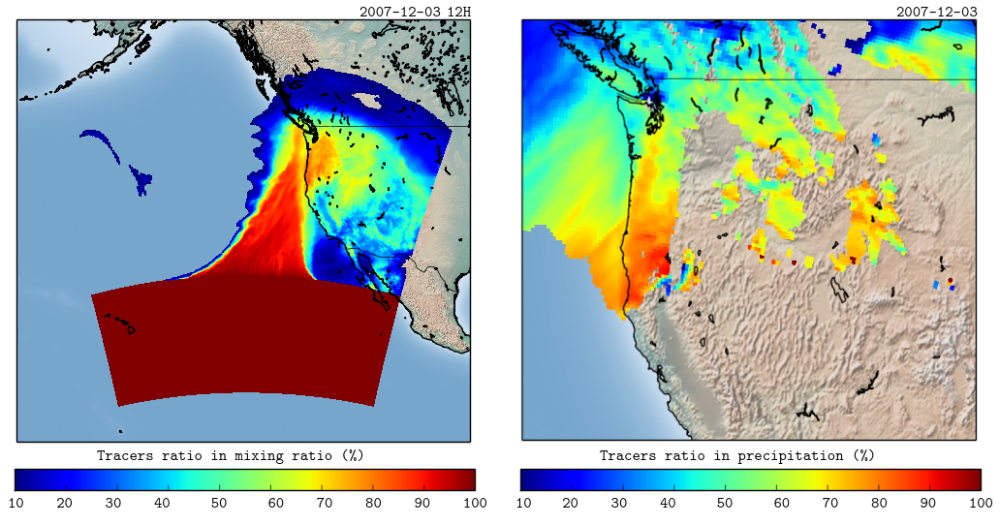 2007-12-03 12H
2007-12-03
Tracers ratio in mixing ratio (%)
Tracers ratio in precipitation (%)
10 20 30 40 50 60 70 80 90 100
10 20 30 40 50 60 70 80 90 100